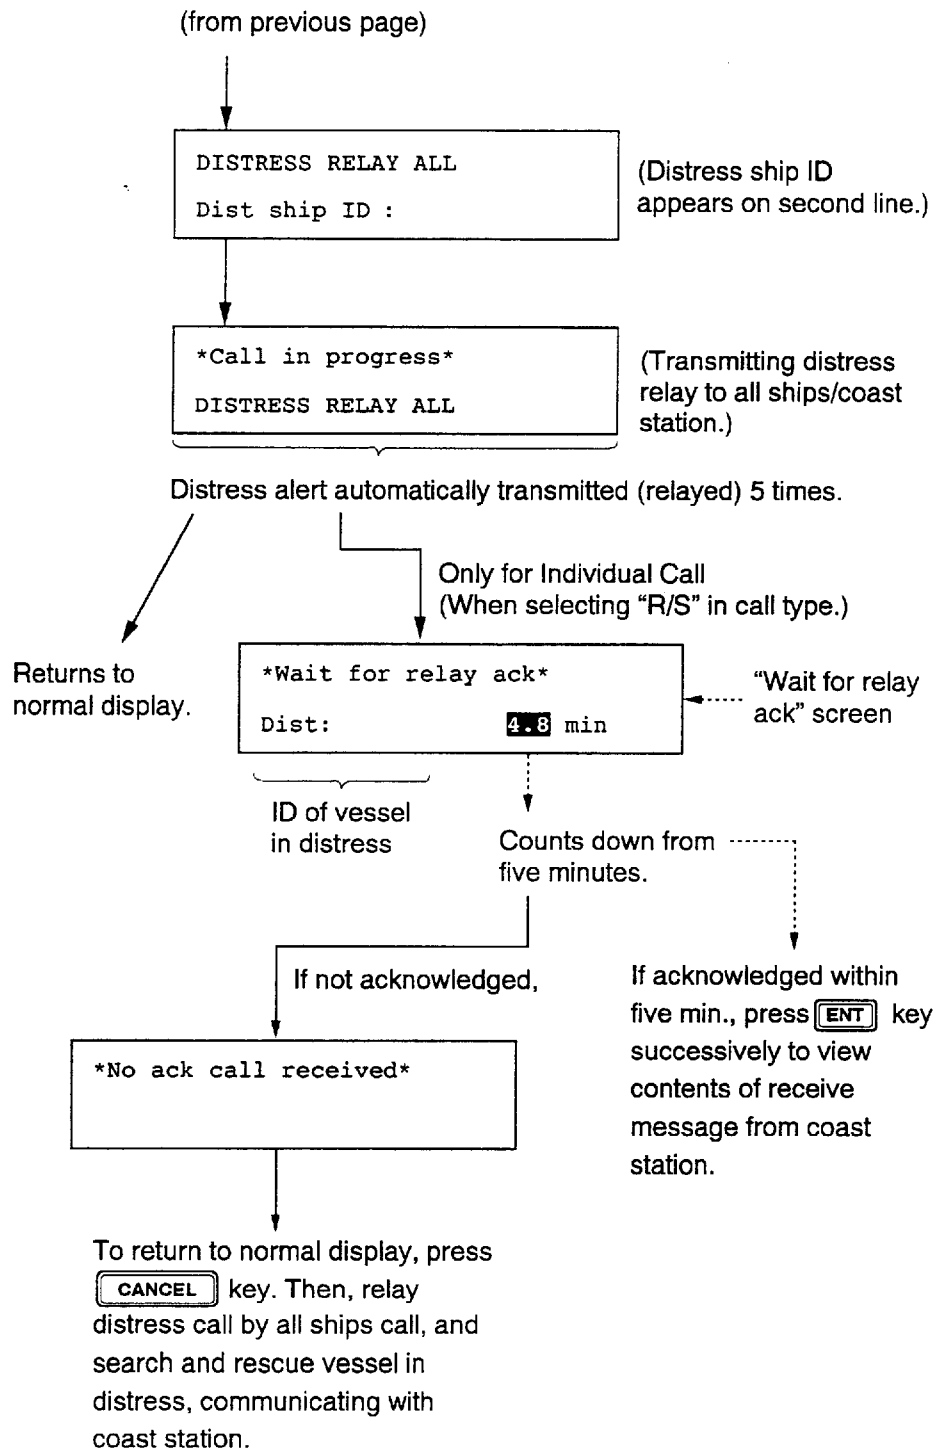 (from previous page)
DISTRESS RELAY ALL
Dist ship ID :
(Distress ship ID
appears on second line.)
*Call in progress*
DISTRESS RELAY ALL
(Transmitting distress
relay to all ships/coast
station.)
Distress alert automatically transmitted (relayed) 5 times.
Only for Individual Call
(When selecting “R/S” in call type.)
Returns to
normal display.
*Wait for relay ack*
Dist: 4.8 min
“Wait for relay
ack” screen
ID of vessel
in distress
Counts down from
five minutes.
If not acknowledged,
If acknowledged within
five min., press ENT key
successively to view
contents of receive
message from coast
station.
*No ack call received*
To return to normal display, press
CANCEL key. Then, relay
distress call by all ships call, and
search and rescue vessel in
distress, communicating with
coast station.